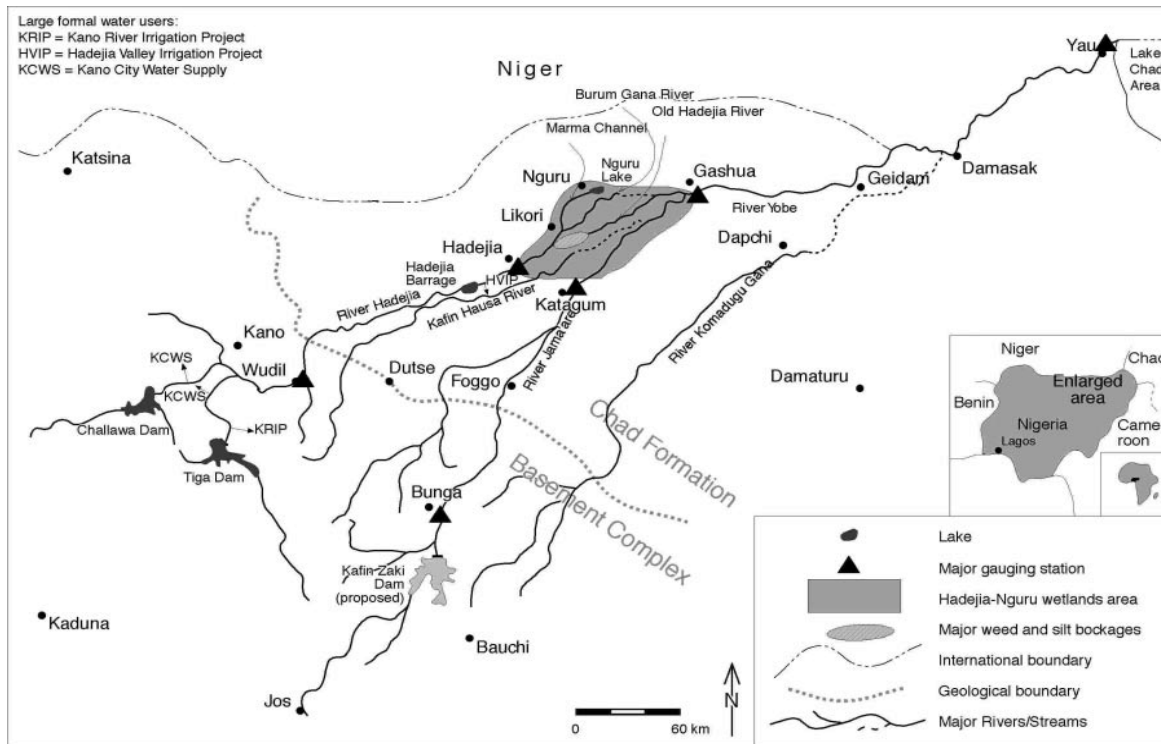 Large formal water users:
KRIP = Kano River Irrigation Project
HVIP = Hadejia Valley Irrigation Project
KCWS = Kano City Water Supply
Niger
Yau
Lake
Chad
Area
Burum Gana River
Old Hadejia River
Marma Channel
Katsina
Nguru
Nguru
Lake
Gashua
Geidam
Damasak
River Yobe
Likori
Dapchi
Hadejia
Hadejia
Barrage
HVIP
River Hadejia
Kafin Hausa River
Katagum
River Jama'are
River Komadugu Gana
Kano
KCWS
Wudil
KCWS
Dutse
Foggo
Damaturu
Challawa Dam
KRIP
Tiga Dam
Chad Formation
Basement Complex
Bunga
Kafin Zaki
Dam
(proposed)
Kaduna
Bauchi
Jos
N
0 60 km
Niger
Chad
Enlarged
area
Benin
Nigeria
Came
roon
Lagos
Lake
Major gauging station
Hadejia-Nguru wetlands area
Major weed and silt bockages
International boundary
Geological boundary
Major Rivers/Streams